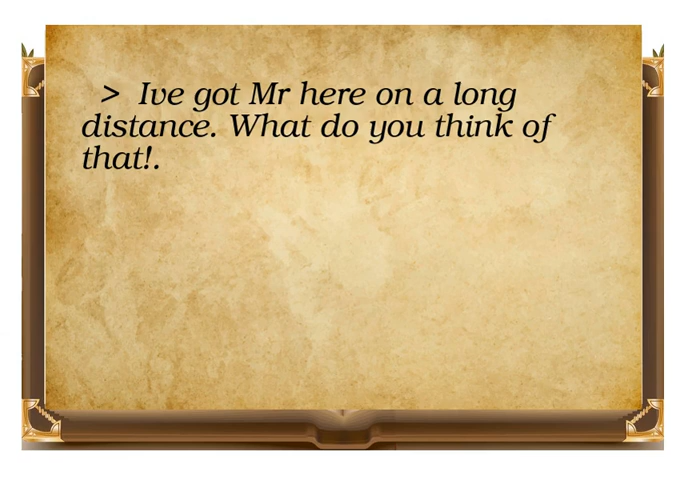 > Ive got Mr here on a long
distance. What do you think of
that!.